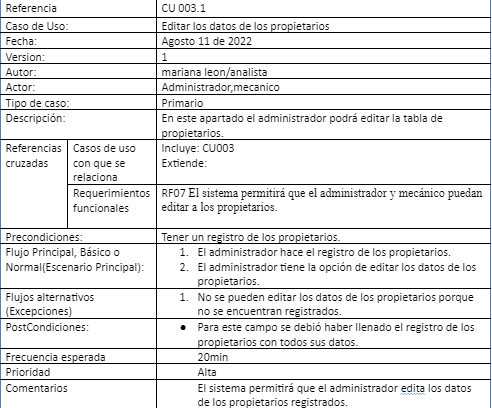 Referencia CU 003.1
Caso de Uso: Editar los datos de los propietarios
Fecha: Agosto 11 de 2022
Version: 1
Autor: mariana leon/analista
Actor: Administrador,mecanico
Tipo de caso: Primario
Descripción: En este apartado el administrador podrá editar la tabla de
propietarios.
Referencias
cruzadas
Casos de uso
con que se
relaciona
Incluye: CU003
Extiende:
Requerimientos
funcionales
RF07 El sistema permitirá que el administrador y mecánico puedan
editar a los propietarios.
Precondiciones: Tener un registro de los propietarios.
Flujo Principal, Básico o
Normal(Escenario Principal):
1. El administrador hace el registro de los propietarios.
2. El administrador tiene la opción de editar los datos de los
propietarios.
Flujos alternativos
(Excepciones)
1. No se pueden editar los datos de los propietarios porque
no se encuentran registrados.
PostCondiciones:
● Para este campo se debió haber llenado el registro de los
propietarios con todos sus datos.
Frecuencia esperada 20min
Prioridad Alta
Comentarios El sistema permitirá que el administrador edita los datos
de los propietarios registrados.